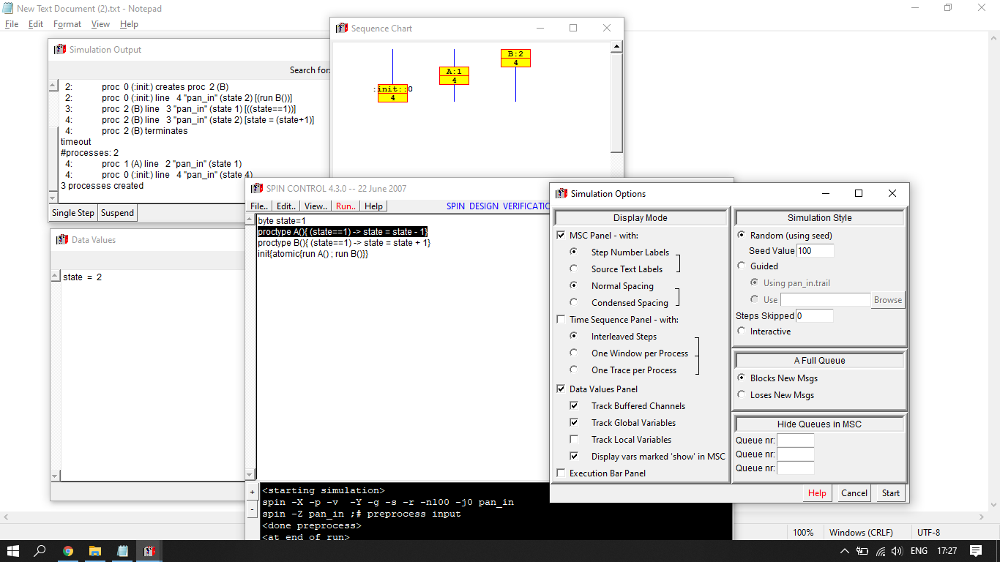 New Text Document (2).txt - Notepad
File Edit Format View Help
Simulation Output
Search for:
2: proc 0 (:init:) creates proc 2 (B)
2: proc 0 (:init:) line 4 "pan_in" (state 2) [(run B())]
3: proc 2 (B) line 3 "pan_in" (state 1) [((state==1))]
4: proc 2 (B) line 3 "pan_in" (state 2) [state = (state+1)]
4: proc 2 (B) terminates
timeout
#processes: 2
4: proc 1 (A) line 2 "pan_in" (state 1)
4: proc 0 (:init:) line 4 "pan_in" (state 4)
3 processes created
Single Step Suspend
Data Values
state = 2
Sequence Chart
B:2
4
A:1
4
:init::0
4
SPIN CONTROL 4.3.0 -- 22 June 2007
File.. Edit.. View.. Run.. Help SPIN DESIGN VERIFICATIO
byte state=1
proctype A(){ (state==1) -> state = state - 1}
proctype B(){ (state==1) -> state = state + 1}
init{atomic{run A() ; run B()}}
+
-
<starting simulation>
spin -X -p -v -Y -g -s -r -n100 -j0 pan_in
spin -Z pan_in ;# preprocess input
<done preprocess>
<at end of run>
Simulation Options
Display Mode
MSC Panel - with:
Step Number Labels
Source Text Labels
Normal Spacing
Condensed Spacing
Time Sequence Panel - with:
Interleaved Steps
One Window per Process
One Trace per Process
Data Values Panel
Track Buffered Channels
Track Global Variables
Track Local Variables
Display vars marked 'show' in MSC
Execution Bar Panel
Simulation Style
Random (using seed)
Seed Value 100
Guided
Using pan_in.trail
Use Browse
Steps Skipped 0
Interactive
A Full Queue
Blocks New Msgs
Loses New Msgs
Hide Queues in MSC
Queue nr:
Queue nr:
Queue nr:
Help Cancel Start
100% Windows (CRLF) UTF-8
ENG 17:27